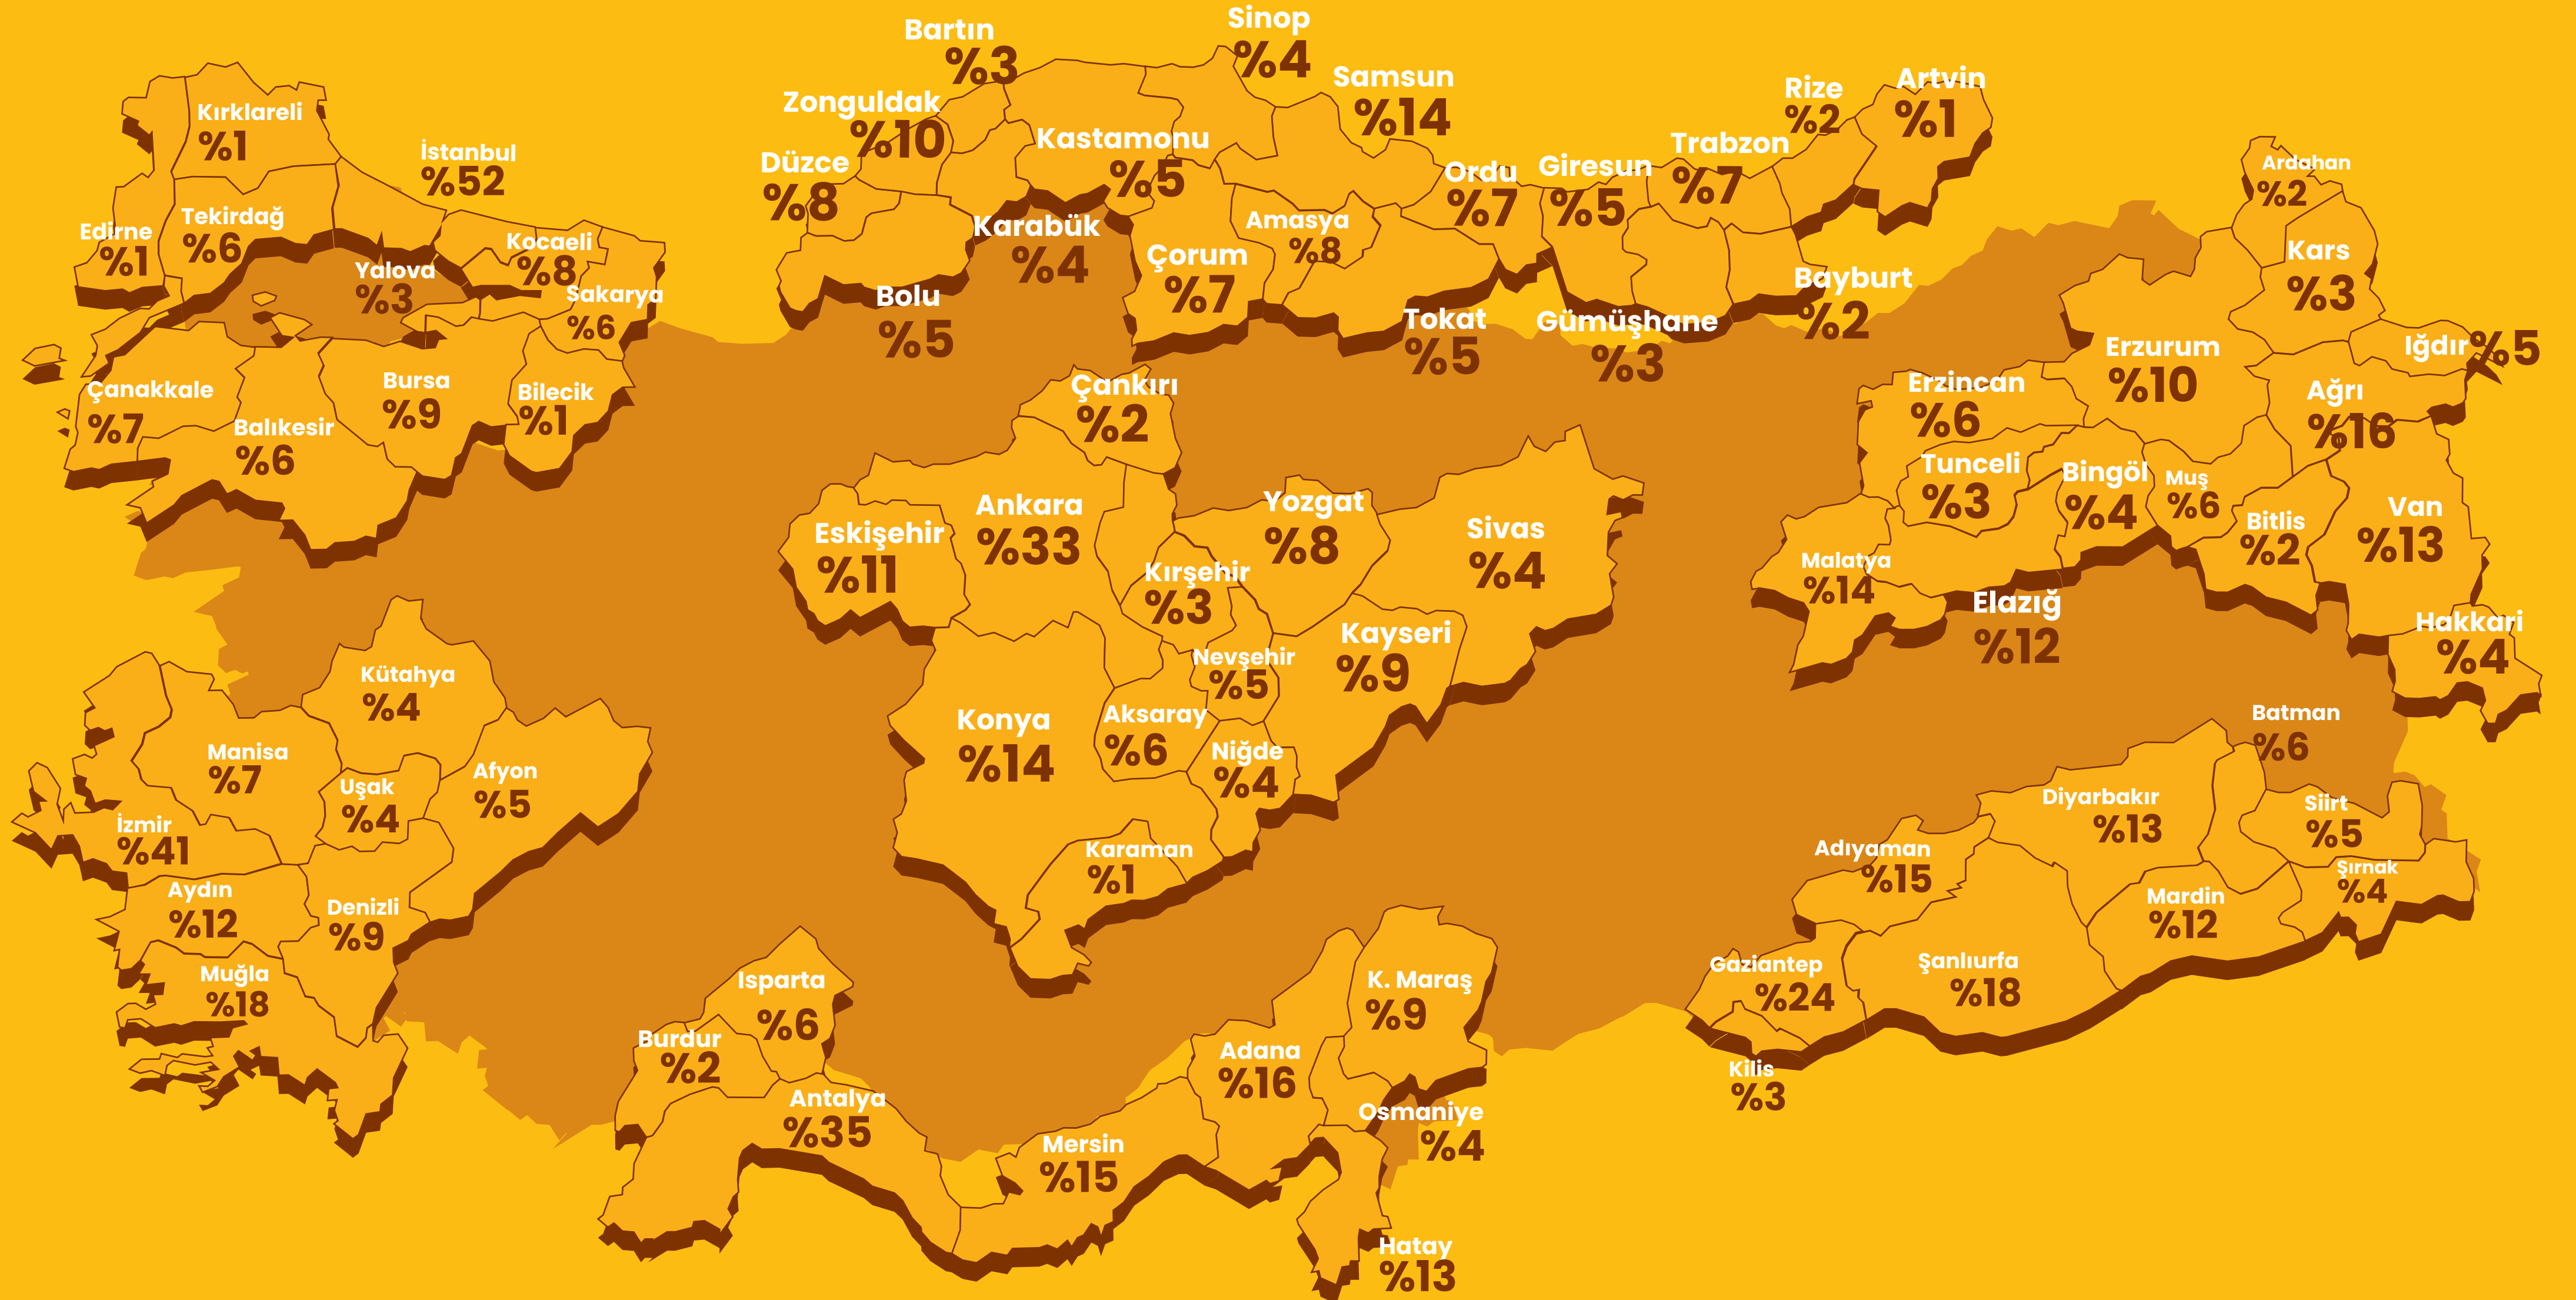 Kırklareli
%1
İstanbul
%52
Edirne
%1
Tekirdağ
%6
Kocaeli
%8
Yalova
%3
Sakarya
%6
Çanakkale
%7
Balıkesir
%6
Bursa
%9
Bilecik
%1
Bartın
%3
Sinop
%4
Samsun
%14
Zonguldak
%10
Düzce
%8
Kastamonu
%5
Karabük
%4
Bolu
%5
Çorum
%7
Amasya
%8
Ordu
%7
Giresun
%5
Trabzon
%7
Rize
%2
Artvin
%1
Tokat
%5
Gümüşhane
%3
Bayburt
%2
Ardahan
%2
Kars
%3
Iğdır %5
Erzurum
%10
Ağrı
%16
Erzincan
%6
Tunceli
%3
Bingöl
%4
Muş
%6
Bitlis
%2
Van
%13
Malatya
%14
Elazığ
%12
Hakkari
%4
Çankırı
%2
Ankara
%33
Eskişehir
%11
Yozgat
%8
Sivas
%4
Kırşehir
%3
Kayseri
%9
Nevşehir
%5
Konya
%14
Aksaray
%6
Niğde
%4
Karaman
%1
Kütahya
%4
Manisa
%7
Uşak
%4
Afyon
%5
İzmir
%41
Aydın
%12
Denizli
%9
Muğla
%18
Isparta
%6
Burdur
%2
Antalya
%35
Mersin
%15
Adana
%16
K. Maraş
%9
Osmaniye
%4
Hatay
%13
Batman
%6
Diyarbakır
%13
Siirt
%5
Adıyaman
%15
Şırnak
%4
Mardin
%12
Gaziantep
%24
Şanlıurfa
%18
Kilis
%3